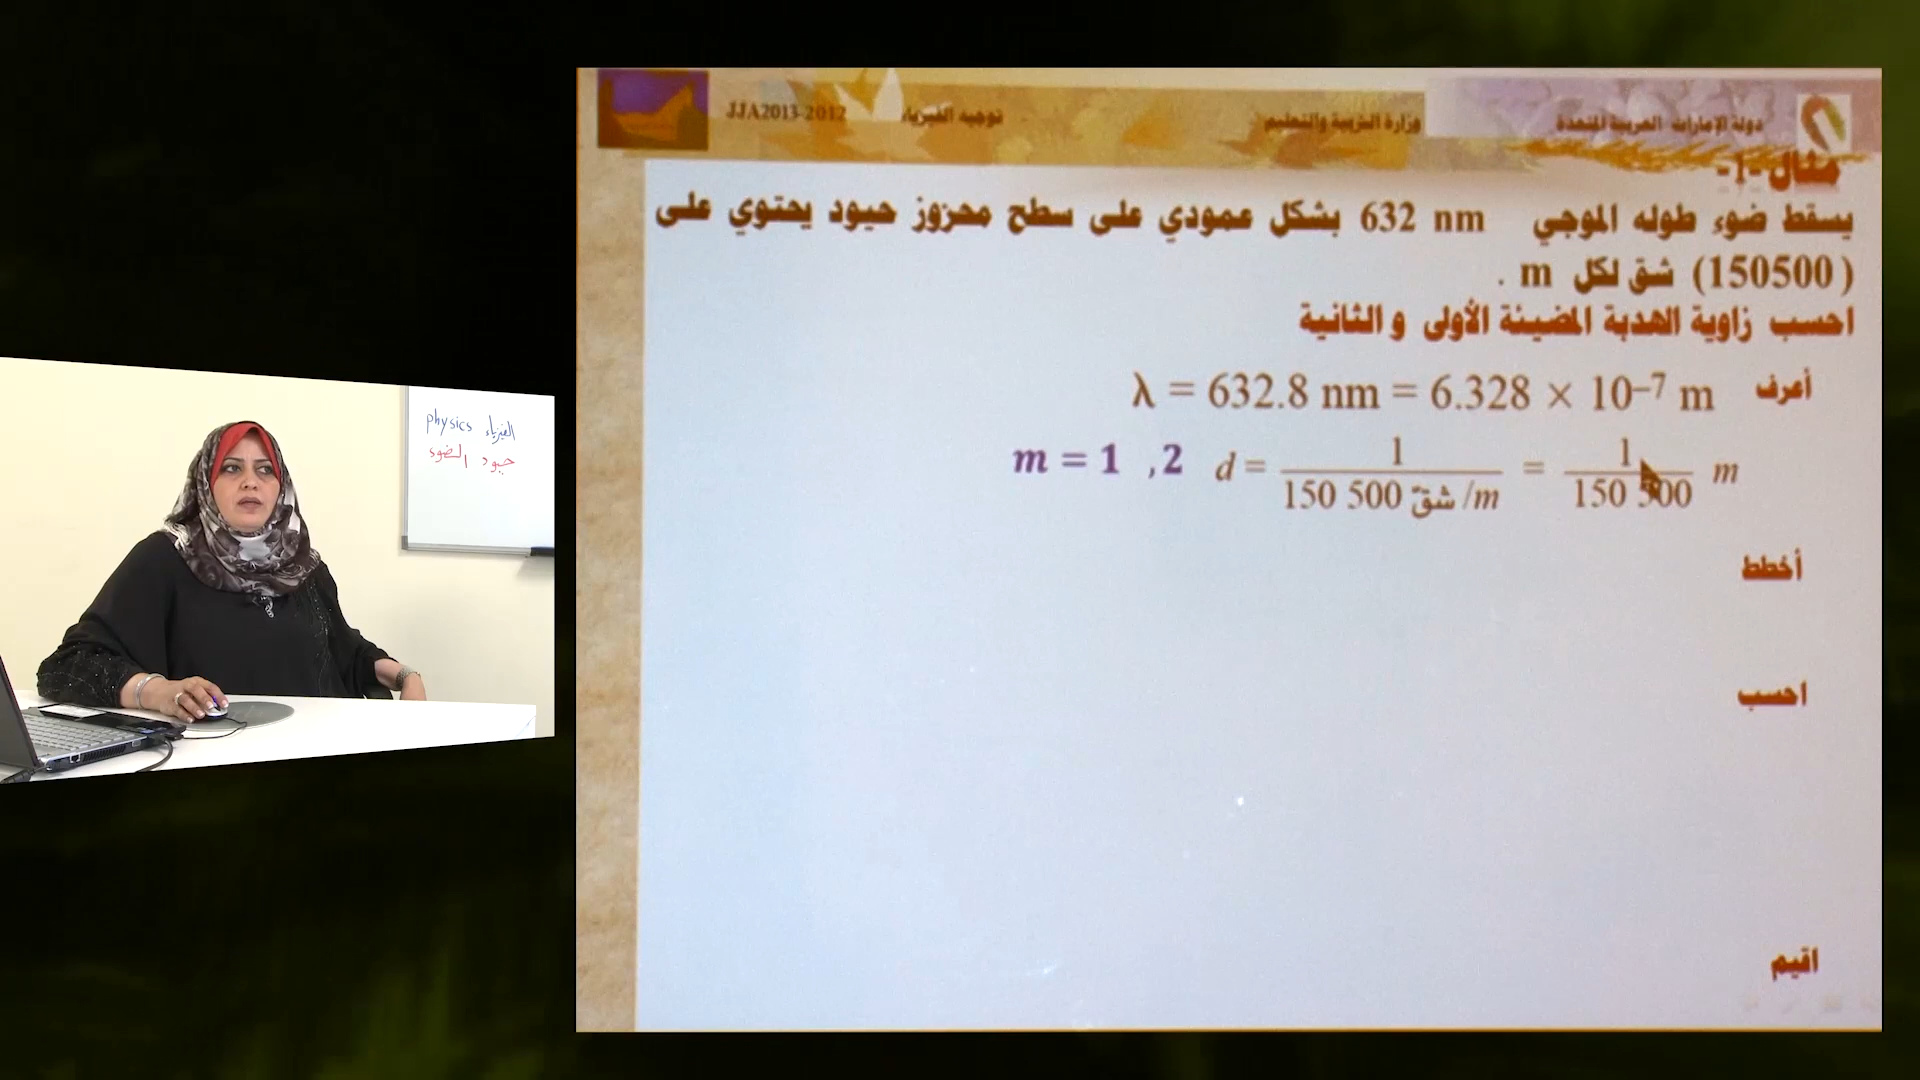 دولة الإمارات العربية المتحدة
وزارة التربية والتعليم
توجيه الفيزياء
JJA2013-2012
مثال -1-
يسقط ضوء طوله الموجي 632 nm بشكل عمودي على سطح محزوز حيود يحتوي على
(150500) شق لكل m .
احسب زاوية الهدبة المضيئة الأولى و الثانية
أعرف λ = 632.8 nm = 6.328 × 10–7 m
m = 1 ,2 d = 1 / 150 500 شقّ/m = 1 / 150 500 m
أخطط
احسب
اقيم
physics الفيزياء
حيود الضوء